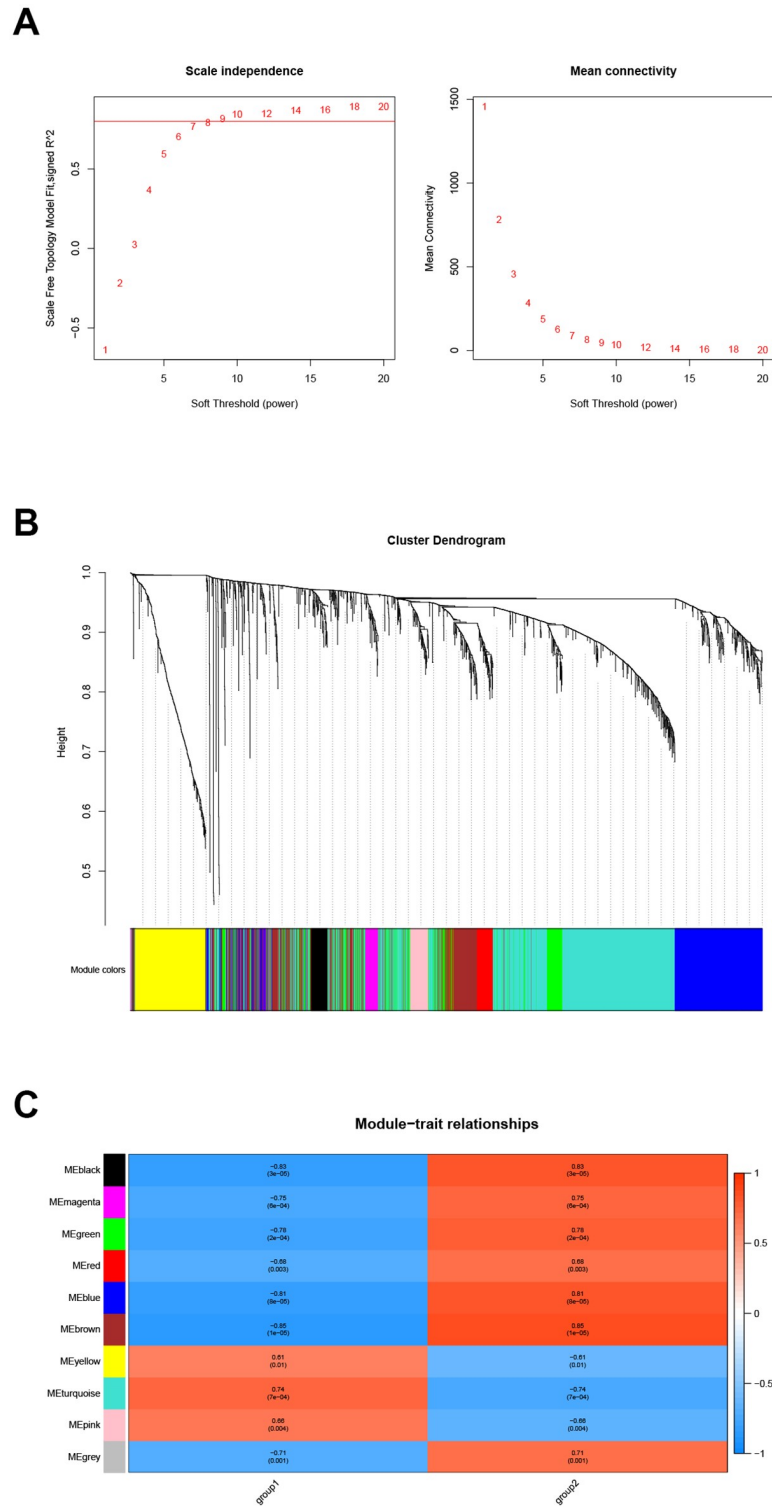 A
Scale independence
Scale Free Topology Model Fit,signed R^2
−0.5
0.0
0.5
1
2
3
4
5
6
7
8
9
10
12
14
16
18
20
5
10
15
20
Soft Threshold (power)
Mean connectivity
Mean Connectivity
0
500
1000
1500
1
2
3
4
5
6
7
8
9
10
12
14
16
18
20
5
10
15
20
Soft Threshold (power)
B
Cluster Dendrogram
Height
1.0
0.9
0.8
0.7
0.6
0.5
Module colors
C
Module−trait relationships
MEblack
−0.83
(3e−05)
0.83
(3e−05)
MEmagenta
−0.75
(6e−04)
0.75
(6e−04)
MEgreen
−0.78
(2e−04)
0.78
(2e−04)
MEred
−0.68
(0.003)
0.68
(0.003)
MEblue
−0.81
(8e−05)
0.81
(8e−05)
MEbrown
−0.85
(1e−05)
0.85
(1e−05)
MEyellow
0.61
(0.01)
−0.61
(0.01)
MEturquoise
0.74
(7e−04)
−0.74
(7e−04)
MEpink
0.66
(0.004)
−0.66
(0.004)
MEgrey
−0.71
(0.001)
0.71
(0.001)
group1
group2
1
0.5
0
−0.5
−1